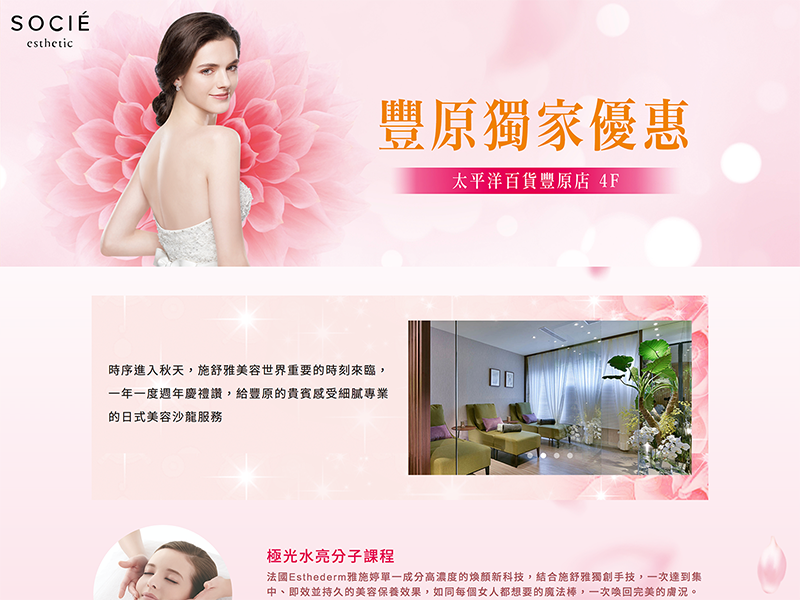 SOCIÉ
esthetic
豐原獨家優惠
太平洋百貨豐原店 4F
時序進入秋天，施舒雅美容世界重要的時刻來臨，
一年一度週年慶禮讚，給豐原的貴賓感受細膩專業
的日式美容沙龍服務
極光水亮分子課程
法國Esthederm雅施婷單一成分高濃度的煥顏新科技，結合施舒雅獨創手技，一次達到集
中、即效並持久的美容保養效果，如同每個女人都想要的魔法棒，一次喚回完美的膚況。